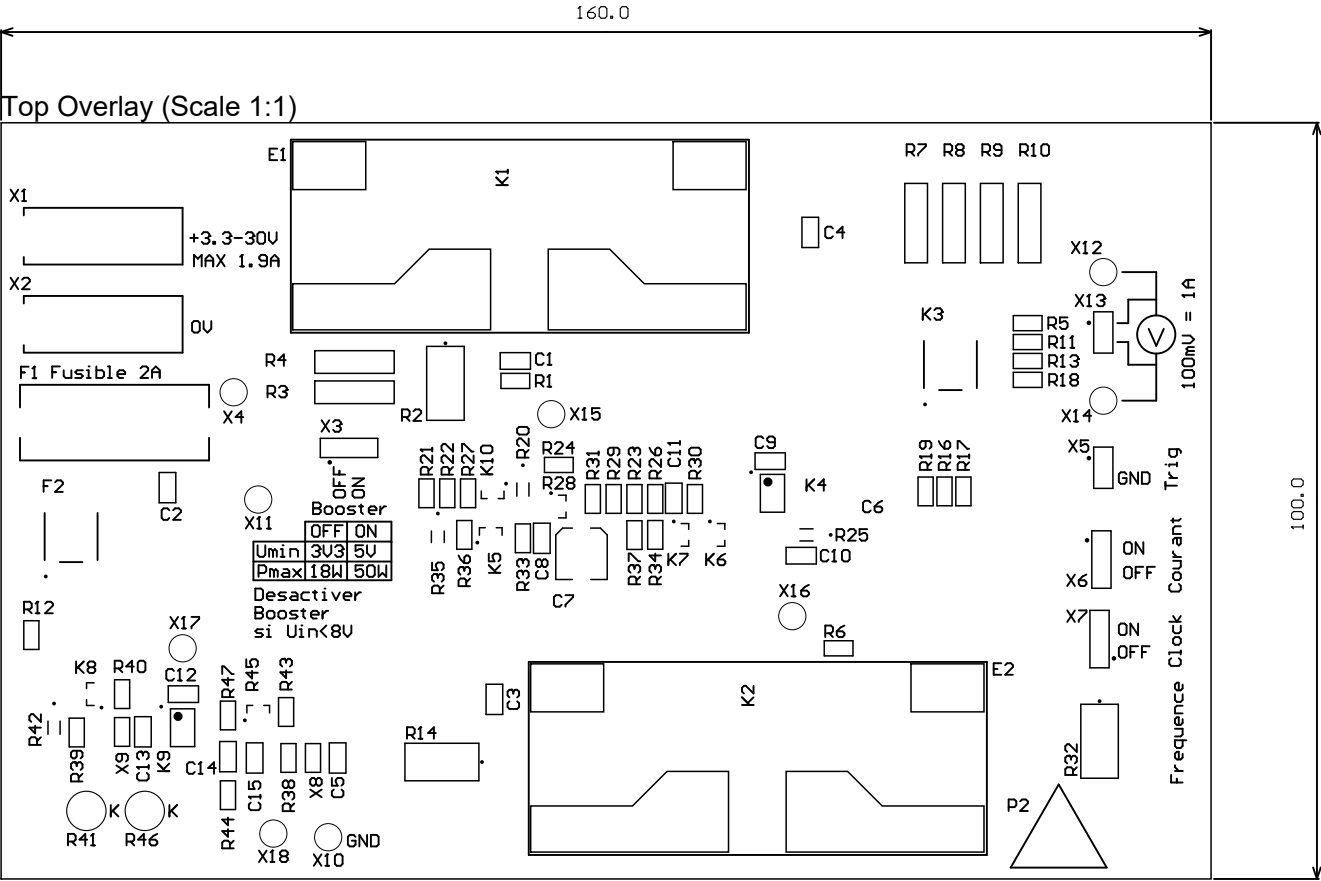 160.0
Top Overlay (Scale 1:1)
E1
K1
R7 R8 R9 R10
X1
+3.3-30V
MAX 1.9A
C4
X12
X2
0V
X13
K3
R5
R11
R13
R18
100mV = 1A
V
F1 Fusible 2A
X4
R4
R3
R2
C1
R1
X15
X14
X3
OFF
ON
R21
R22
R27
K10
R20
R24
R28
R31
R29
R23
R26
C11
R30
C9
K4
C6
R19
R16
R17
X5
GND
Trig
F2
C2
X11
Booster
OFF ON
Umin 3V3 5V
Pmax 18W 50W
Desactiver
Booster
si Uin<8V
R35
R36
K5
R33
C8
C7
R37
R34
K7
K6
R25
C10
100.0
X6
ON
OFF
Courant
X16
R12
X17
R6
X7
ON
OFF
Frequence Clock
K8
R40
C12
R47
R45
R43
C3
K2
E2
R42
R39
X9
C13
K9
C14
C15
R38
X8
C5
R14
R32
R41
K
R46
K
R44
X18
X10
GND
P2